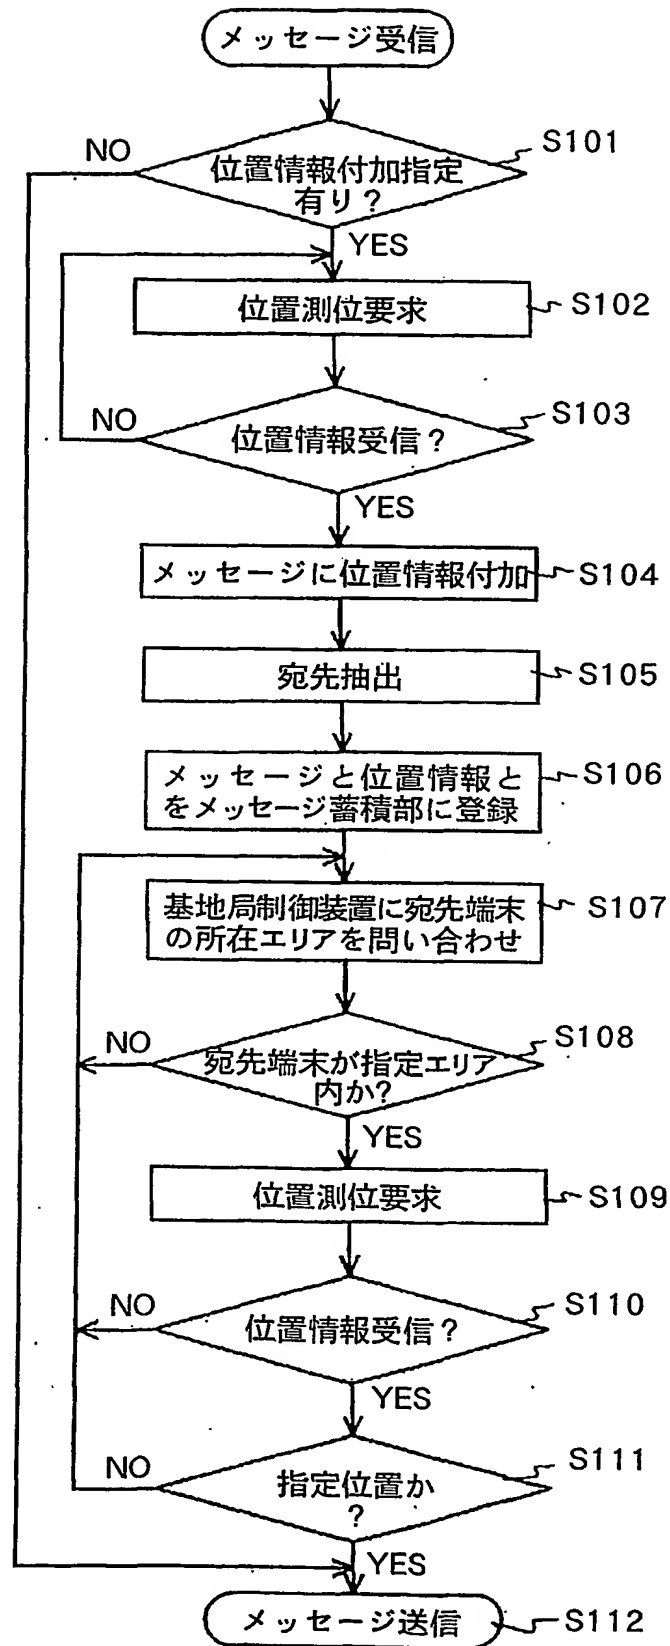 メッセージ受信
NO
位置情報付加指定
有り？
S101
YES
位置測位要求
S102
NO
位置情報受信？
S103
YES
メッセージに位置情報付加
S104
宛先抽出
S105
メッセージと位置情報と
をメッセージ蓄積部に登録
S106
基地局制御装置に宛先端末
の所在エリアを問い合わせ
S107
NO
宛先端末が指定エリア
内か？
S108
YES
位置測位要求
S109
NO
位置情報受信？
S110
YES
NO
指定位置か
？
S111
YES
メッセージ送信
S112